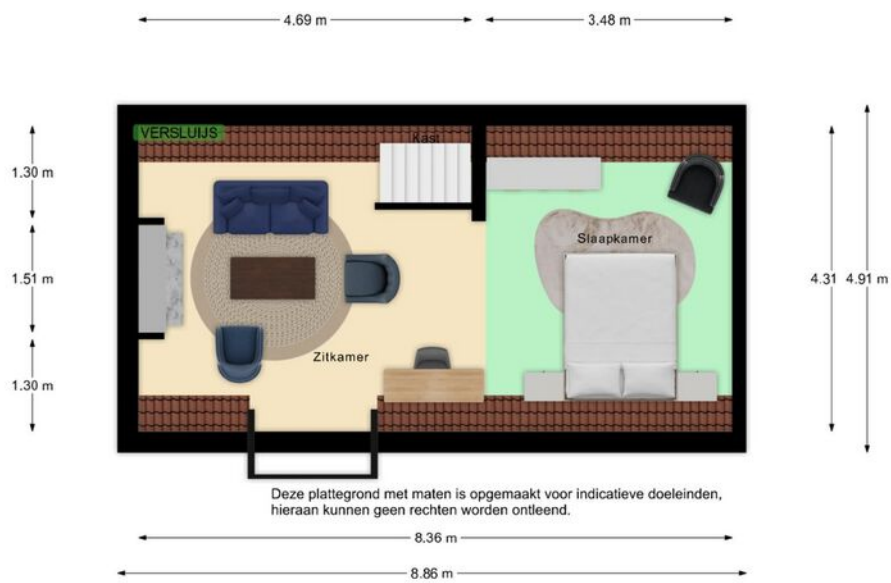 4.69 m
3.48 m
VERSLUIJS
Kast
1.30 m
Slaapkamer
1.51 m
4.31
4.91 m
Zitkamer
1.30 m
Deze plattegrond met maten is opgemaakt voor indicatieve doeleinden,
hieraan kunnen geen rechten worden ontleend.
8.36 m
8.86 m